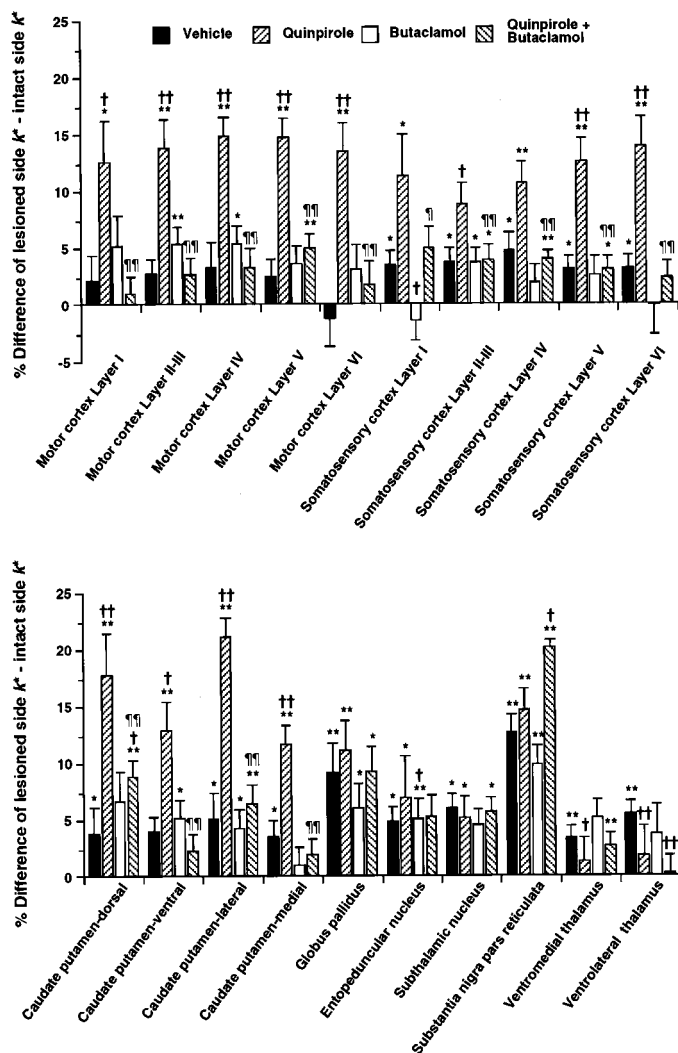 % Difference of lesioned side k* - intact side k*
25
20
15
10
5
0
-5
Vehicle
Quinpirole
Butaclamol
Quinpirole +
Butaclamol
† †† †† †† †† * †† ††
* ** ** ** ** † ** ** **
** * ¶¶ ¶
¶¶ ¶¶ ¶¶ ** ¶¶ * * * ¶¶ * * ¶¶ ** * ¶¶ * * ¶¶
†
Motor cortex Layer I
Motor cortex Layer II-III
Motor cortex Layer IV
Motor cortex Layer V
Motor cortex Layer VI
Somatosensory cortex Layer I
Somatosensory cortex Layer II-III
Somatosensory cortex Layer IV
Somatosensory cortex Layer V
Somatosensory cortex Layer VI
% Difference of lesioned side k* - intact side k*
25
20
15
10
5
0
†† † †† †† †
** ** ** ** ** ** * ** ** **
¶¶ † ** * ¶¶ * * ¶¶ ** * ¶¶ * * * † ** * * * ** ** † ** ** †† ††
Caudate putamen-dorsal
Caudate putamen-ventral
Caudate putamen-lateral
Caudate putamen-medial
Globus pallidus
Entopeduncular nucleus
Subthalamic nucleus
Substantia nigra pars reticulata
Ventromedial thalamus
Ventrolateral thalamus